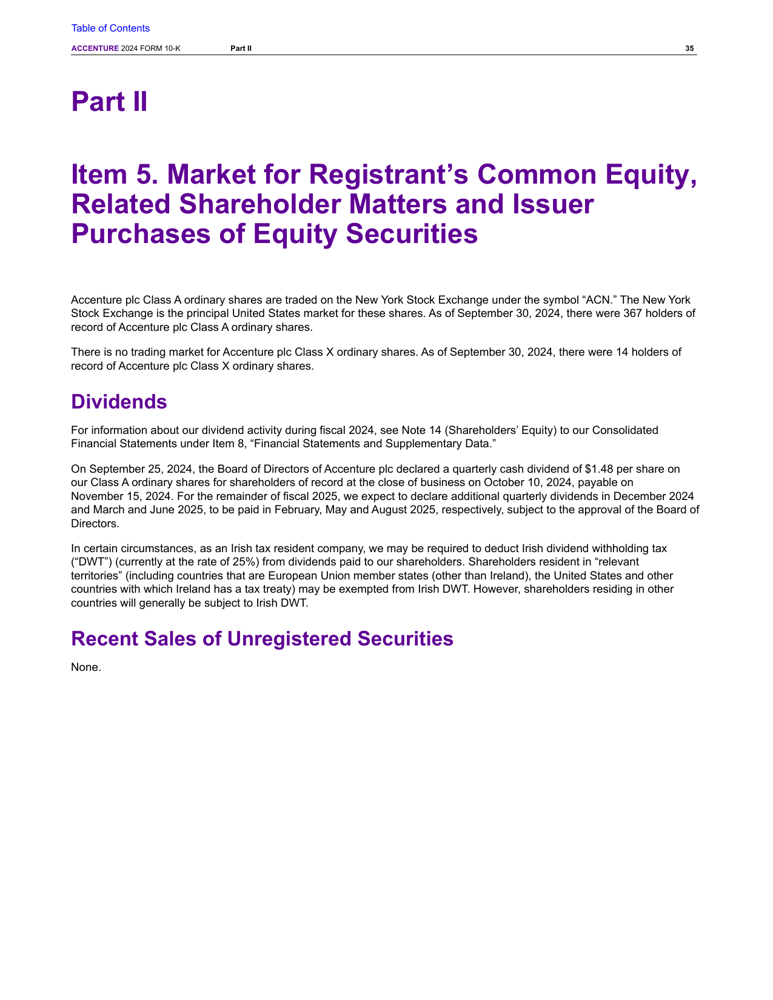 Table of Contents
ACCENTURE 2024 FORM 10-K Part II 35
Part II
Item 5. Market for Registrant’s Common Equity,
Related Shareholder Matters and Issuer
Purchases of Equity Securities
Accenture plc Class A ordinary shares are traded on the New York Stock Exchange under the symbol “ACN.” The New York
Stock Exchange is the principal United States market for these shares. As of September 30, 2024, there were 367 holders of
record of Accenture plc Class A ordinary shares.
There is no trading market for Accenture plc Class X ordinary shares. As of September 30, 2024, there were 14 holders of
record of Accenture plc Class X ordinary shares.
Dividends
For information about our dividend activity during fiscal 2024, see Note 14 (Shareholders’ Equity) to our Consolidated
Financial Statements under Item 8, “Financial Statements and Supplementary Data.”
On September 25, 2024, the Board of Directors of Accenture plc declared a quarterly cash dividend of $1.48 per share on
our Class A ordinary shares for shareholders of record at the close of business on October 10, 2024, payable on
November 15, 2024. For the remainder of fiscal 2025, we expect to declare additional quarterly dividends in December 2024
and March and June 2025, to be paid in February, May and August 2025, respectively, subject to the approval of the Board of
Directors.
In certain circumstances, as an Irish tax resident company, we may be required to deduct Irish dividend withholding tax
(“DWT”) (currently at the rate of 25%) from dividends paid to our shareholders. Shareholders resident in “relevant
territories” (including countries that are European Union member states (other than Ireland), the United States and other
countries with which Ireland has a tax treaty) may be exempted from Irish DWT. However, shareholders residing in other
countries will generally be subject to Irish DWT.
Recent Sales of Unregistered Securities
None.